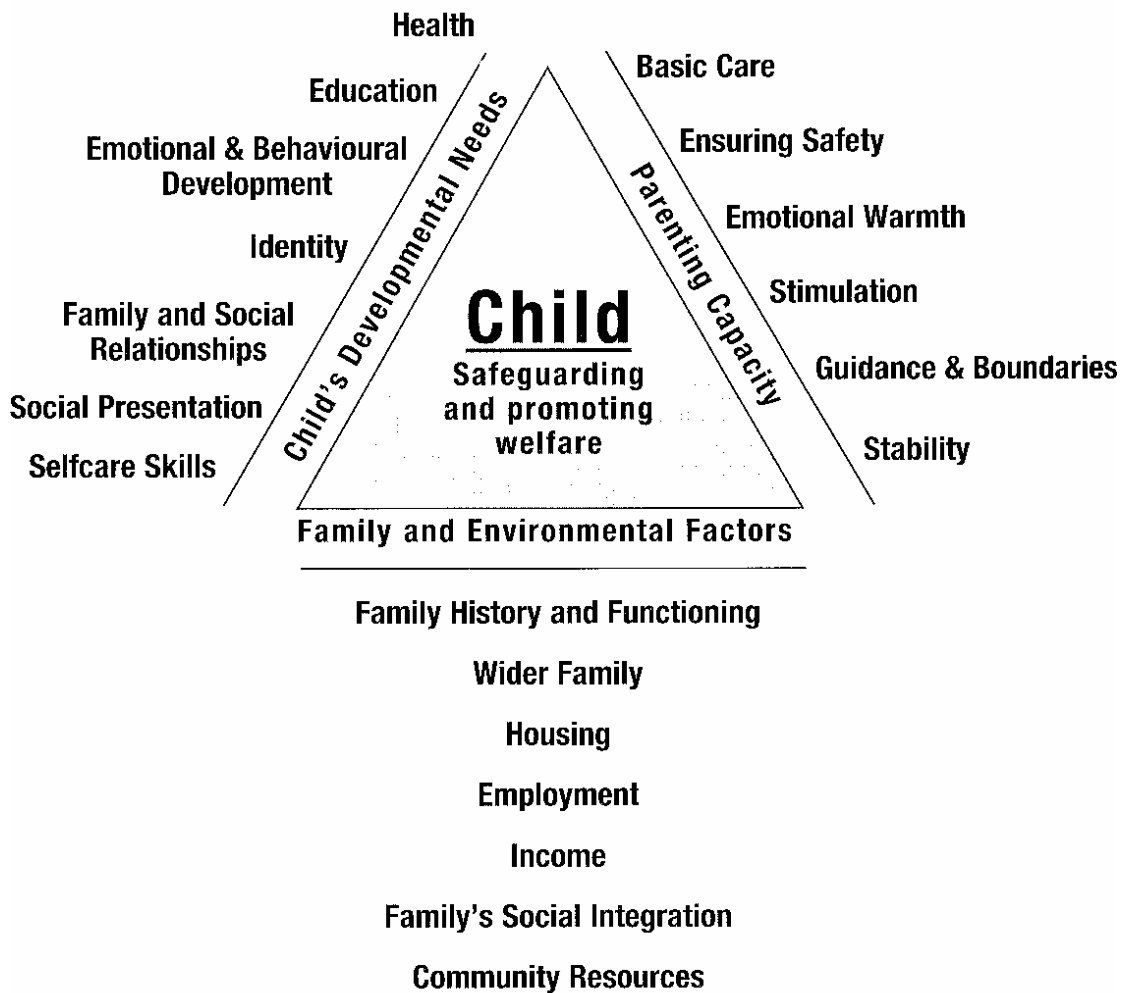 Health
Education
Emotional & Behavioural
Development
Identity
Family and Social
Relationships
Social Presentation
Selfcare Skills
Child's Developmental Needs
Child
Safeguarding
and promoting
welfare
Parenting Capacity
Basic Care
Ensuring Safety
Emotional Warmth
Stimulation
Guidance & Boundaries
Stability
Family and Environmental Factors
Family History and Functioning
Wider Family
Housing
Employment
Income
Family's Social Integration
Community Resources